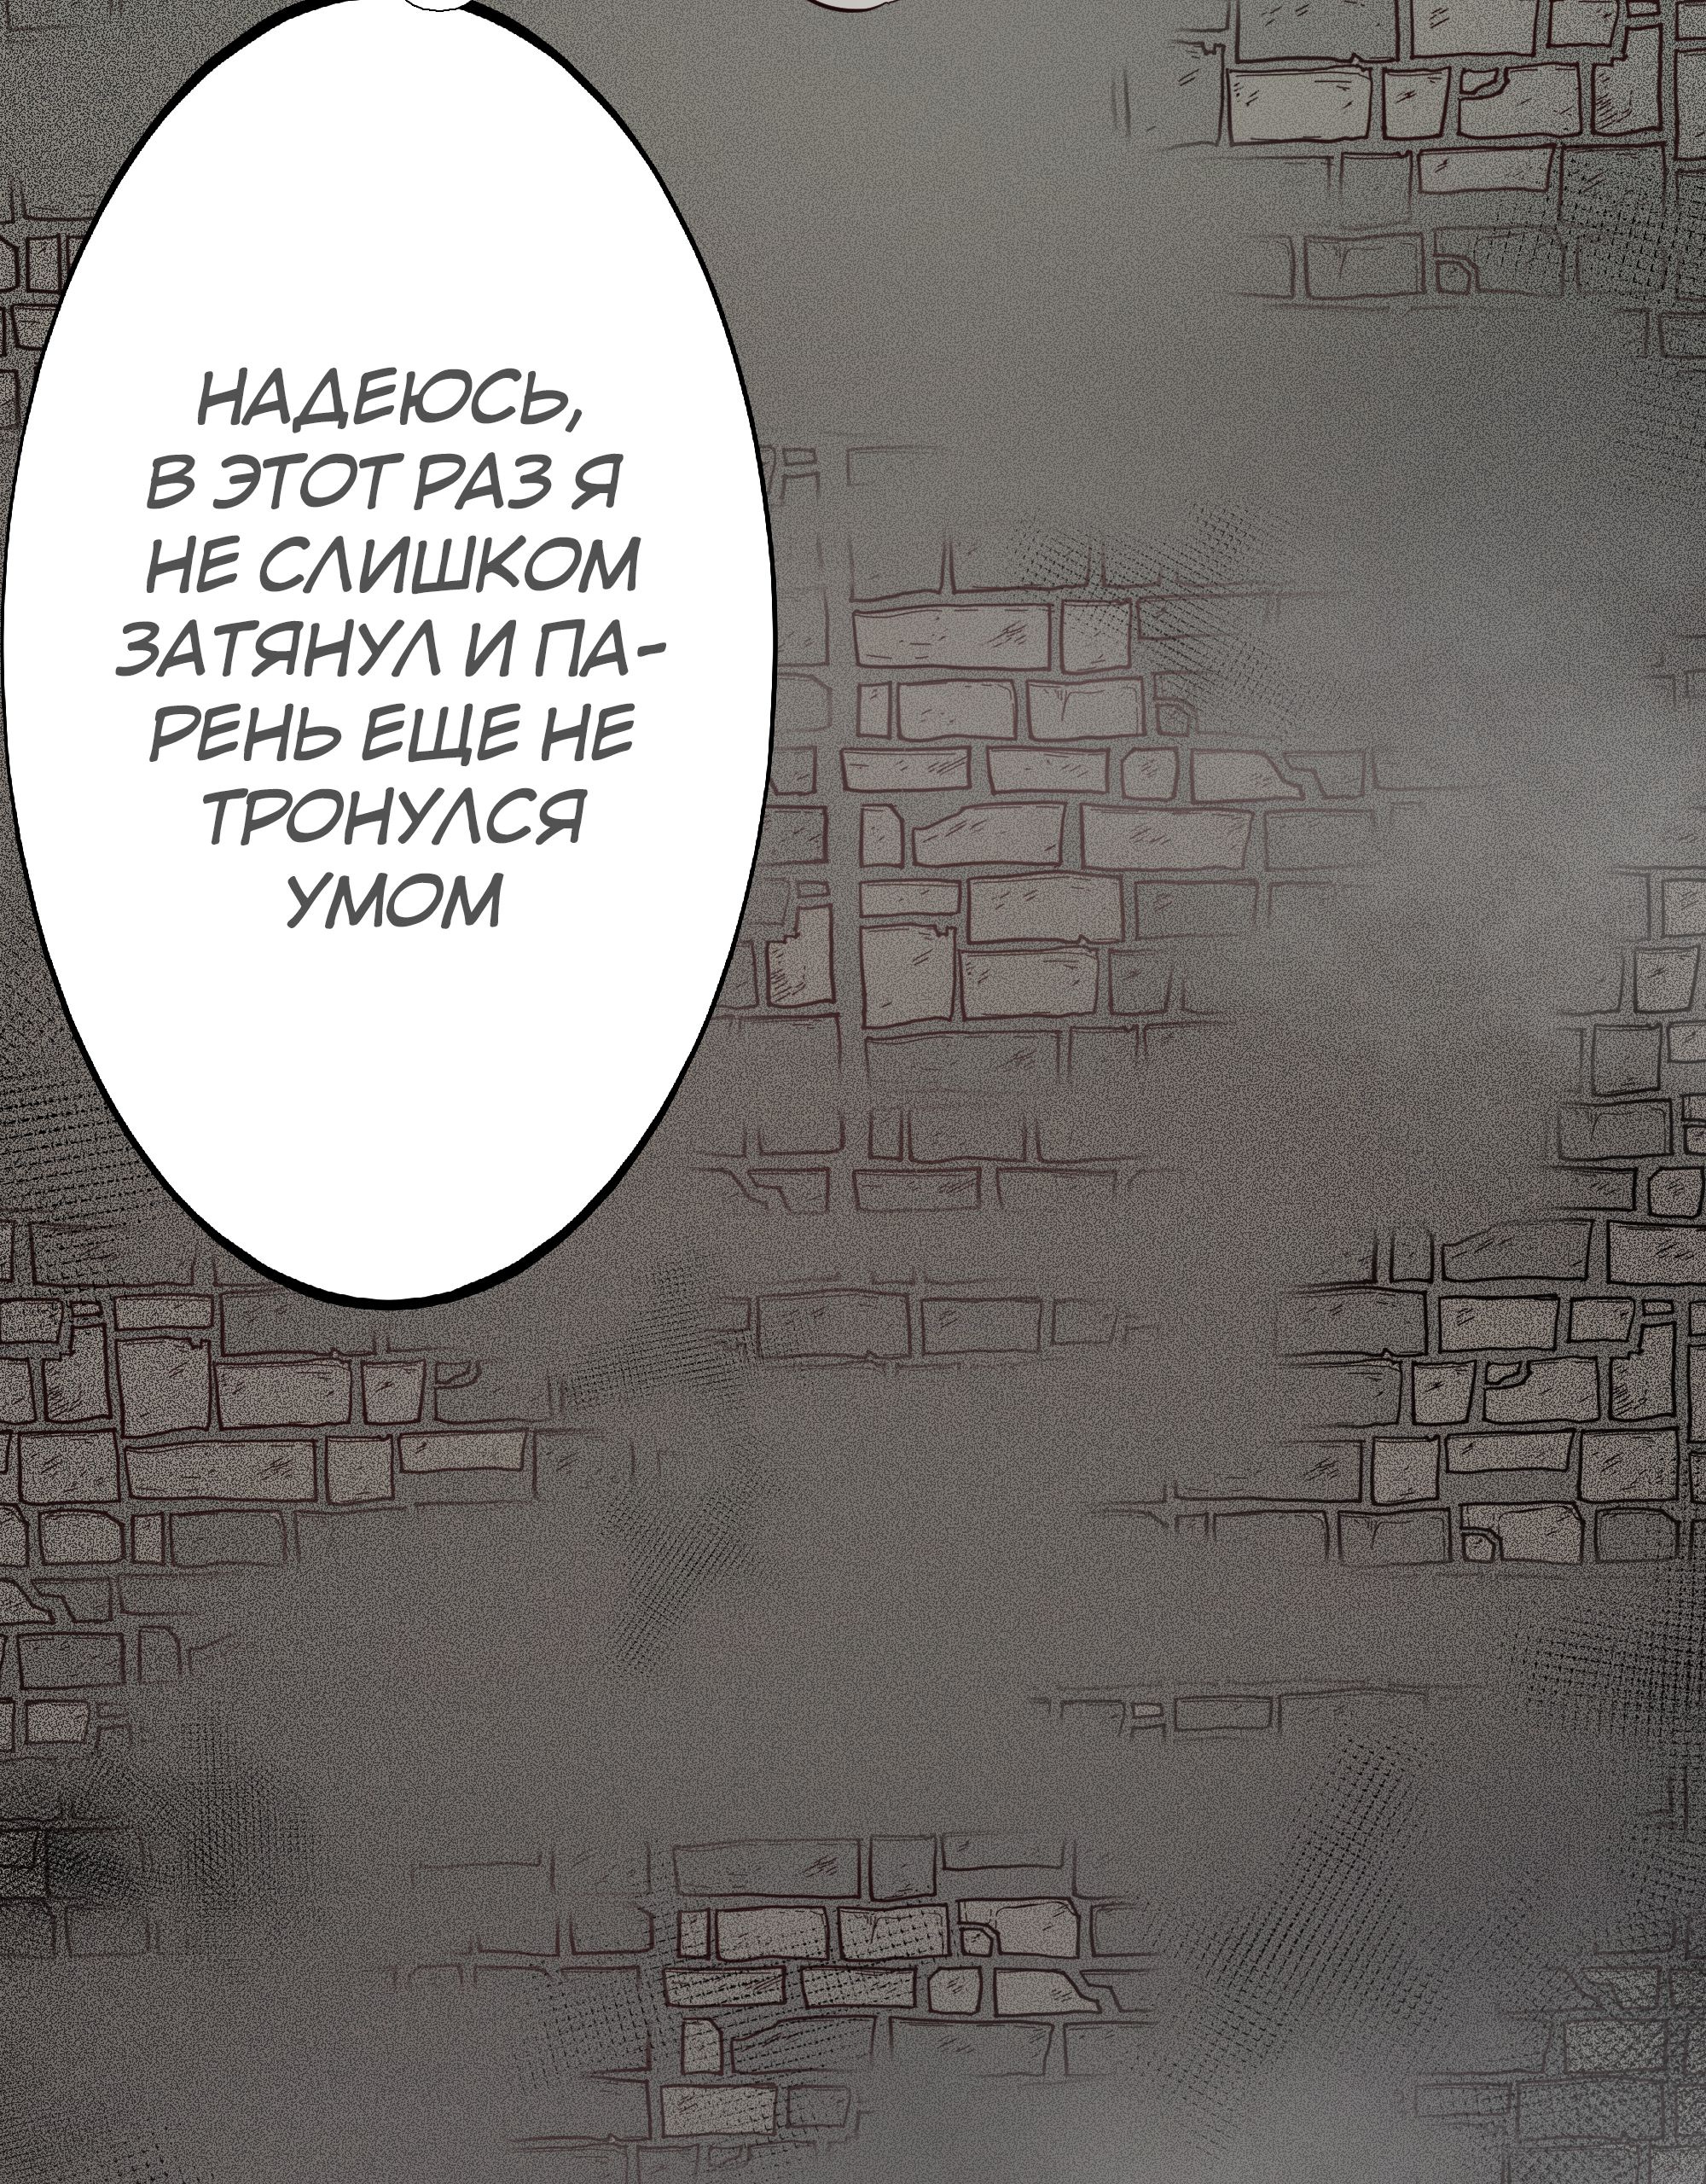 НАДЕЮСЬ,
В ЭТОТ РАЗ Я
НЕ СЛИШКОМ
ЗАТЯНУЛ И ПА-
РЕНЬ ЕЩЕ НЕ
ТРОНУЛСЯ
УМОМ